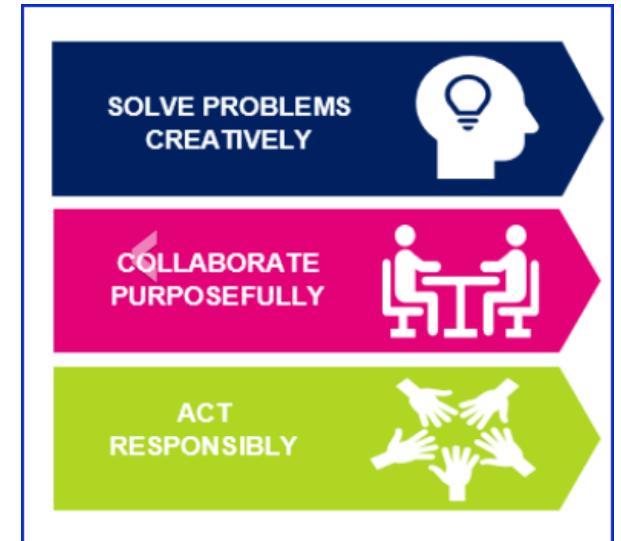 SOLVE PROBLEMS
CREATIVELY
COLLABORATE
PURPOSEFULLY
ACT
RESPONSIBLY